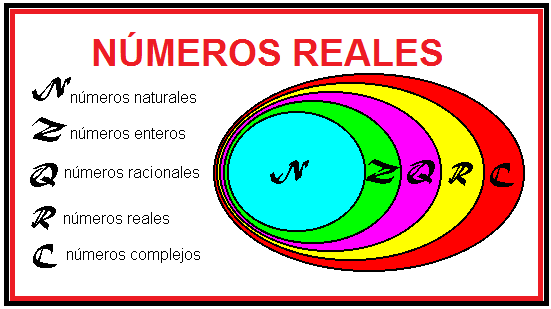 NÚMEROS REALES
N números naturales
Z números enteros
Q números racionales
R números reales
C números complejos
N Z Q R C